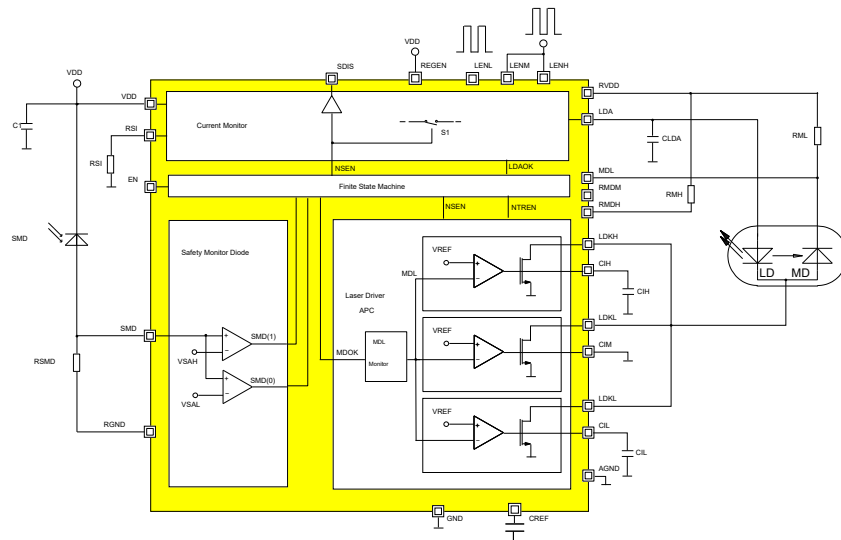 VDD
SDIS
REGEN
LENL
LENM
LENH
VDD
VDD
RVDD
C1
Current Monitor
S1
LDA
CLDA
RML
RSI
RSI
NSEN
LDAOK
MDL
EN
Finite State Machine
RMDM
RMH
RMDH
NSEN
NTREN
SMD
Safety Monitor Diode
VREF
LDKH
MDL
CIH
LD
MD
Laser Driver
APC
CIH
VREF
LDKL
SMD
SMD(1)
MDOK
MDL
Monitor
CIM
VSAH
RSMD
SMD(0)
VSAL
VREF
LDKL
RGND
CIL
CIL
AGND
GND
CREF